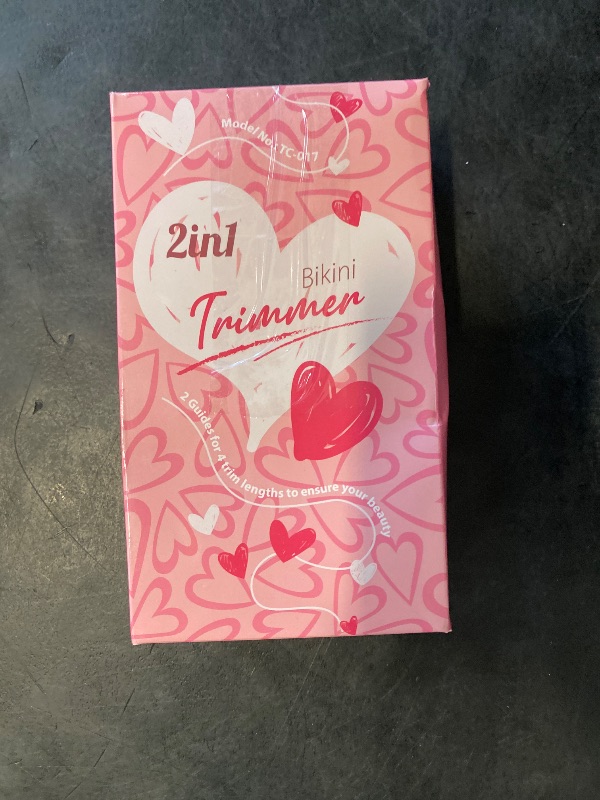 Model No.: TC-017
2in1
Bikini
Trimmer
2 Guides for 4 trim lengths to ensure your beauty